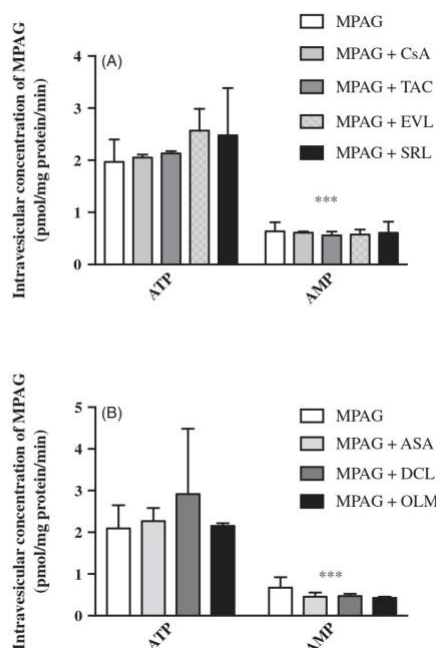 Intravesicular concentration of MPAG
(pmol/mg protein/min)
(A)
4
3
2
1
0
MPAG
MPAG + CsA
MPAG + TAC
MPAG + EVL
MPAG + SRL
***
ATP
AMP
Intravesicular concentration of MPAG
(pmol/mg protein/min)
(B)
5
4
3
2
1
0
MPAG
MPAG + ASA
MPAG + DCL
MPAG + OLM
***
ATP
AMP